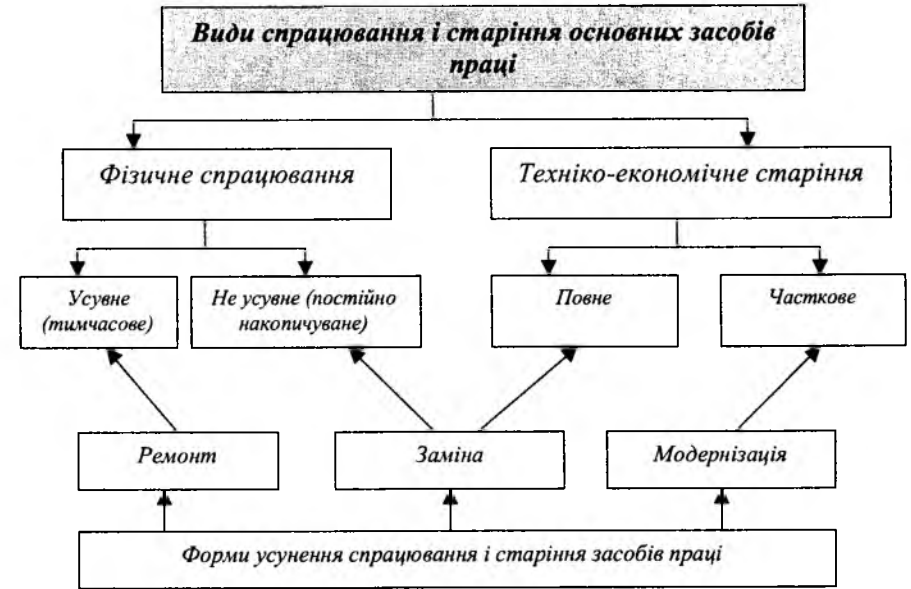 Види спрацювання і старіння основних засобів
праці
Фізичне спрацювання
Техніко-економічне старіння
Усувне
(тимчасове)
Не усувне (постійно
накопичуване)
Повне
Часткове
Ремонт
Заміна
Модернізація
Форми усунення спрацювання і старіння засобів праці